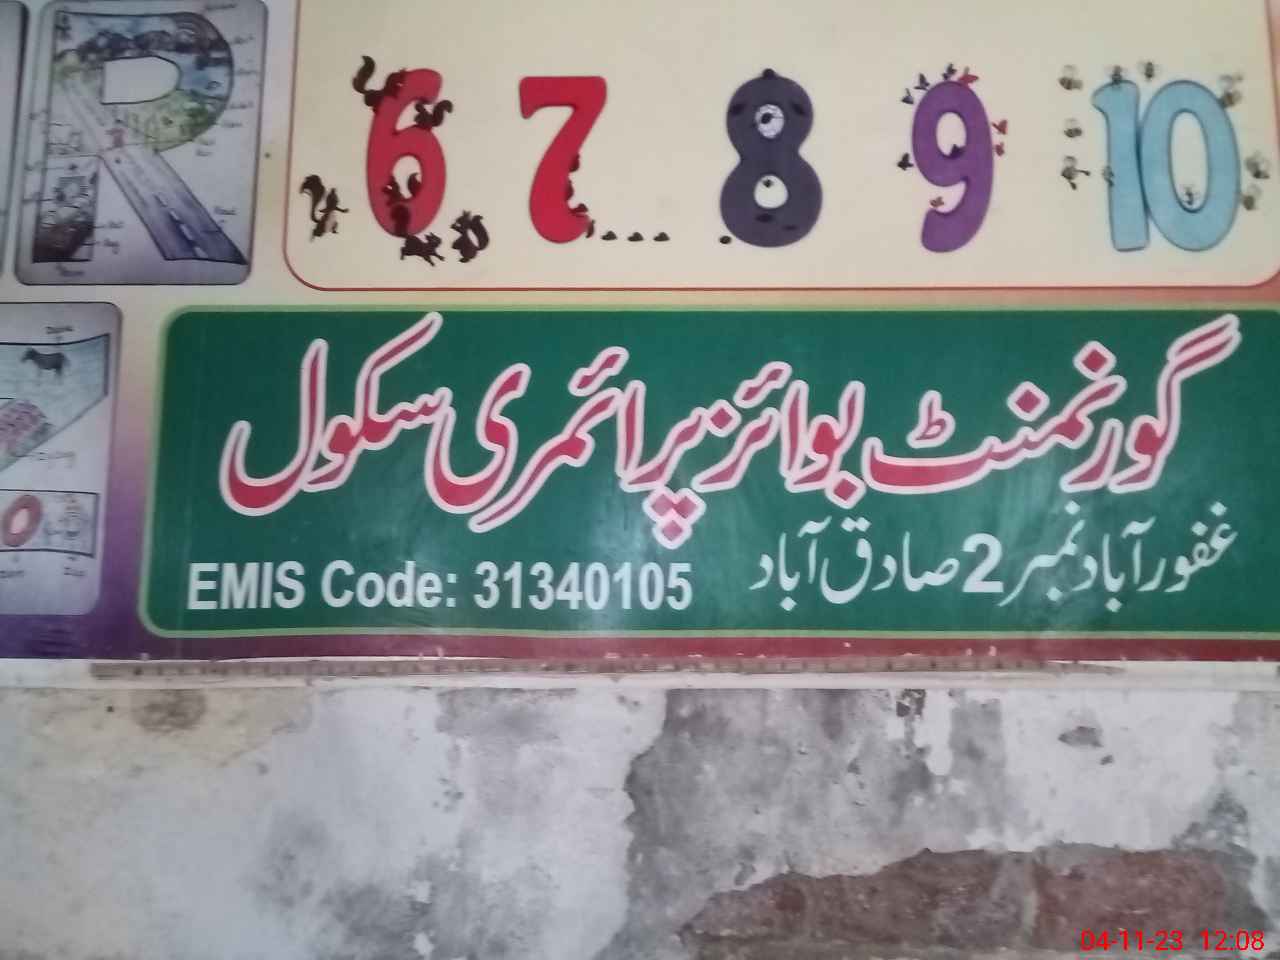 6 7 8 9 10
گورنمنٹ بوائز پرائمری سکول
غفور آباد نمبر 2 صادق آباد
EMIS Code: 31340105
04-11-23 12:08